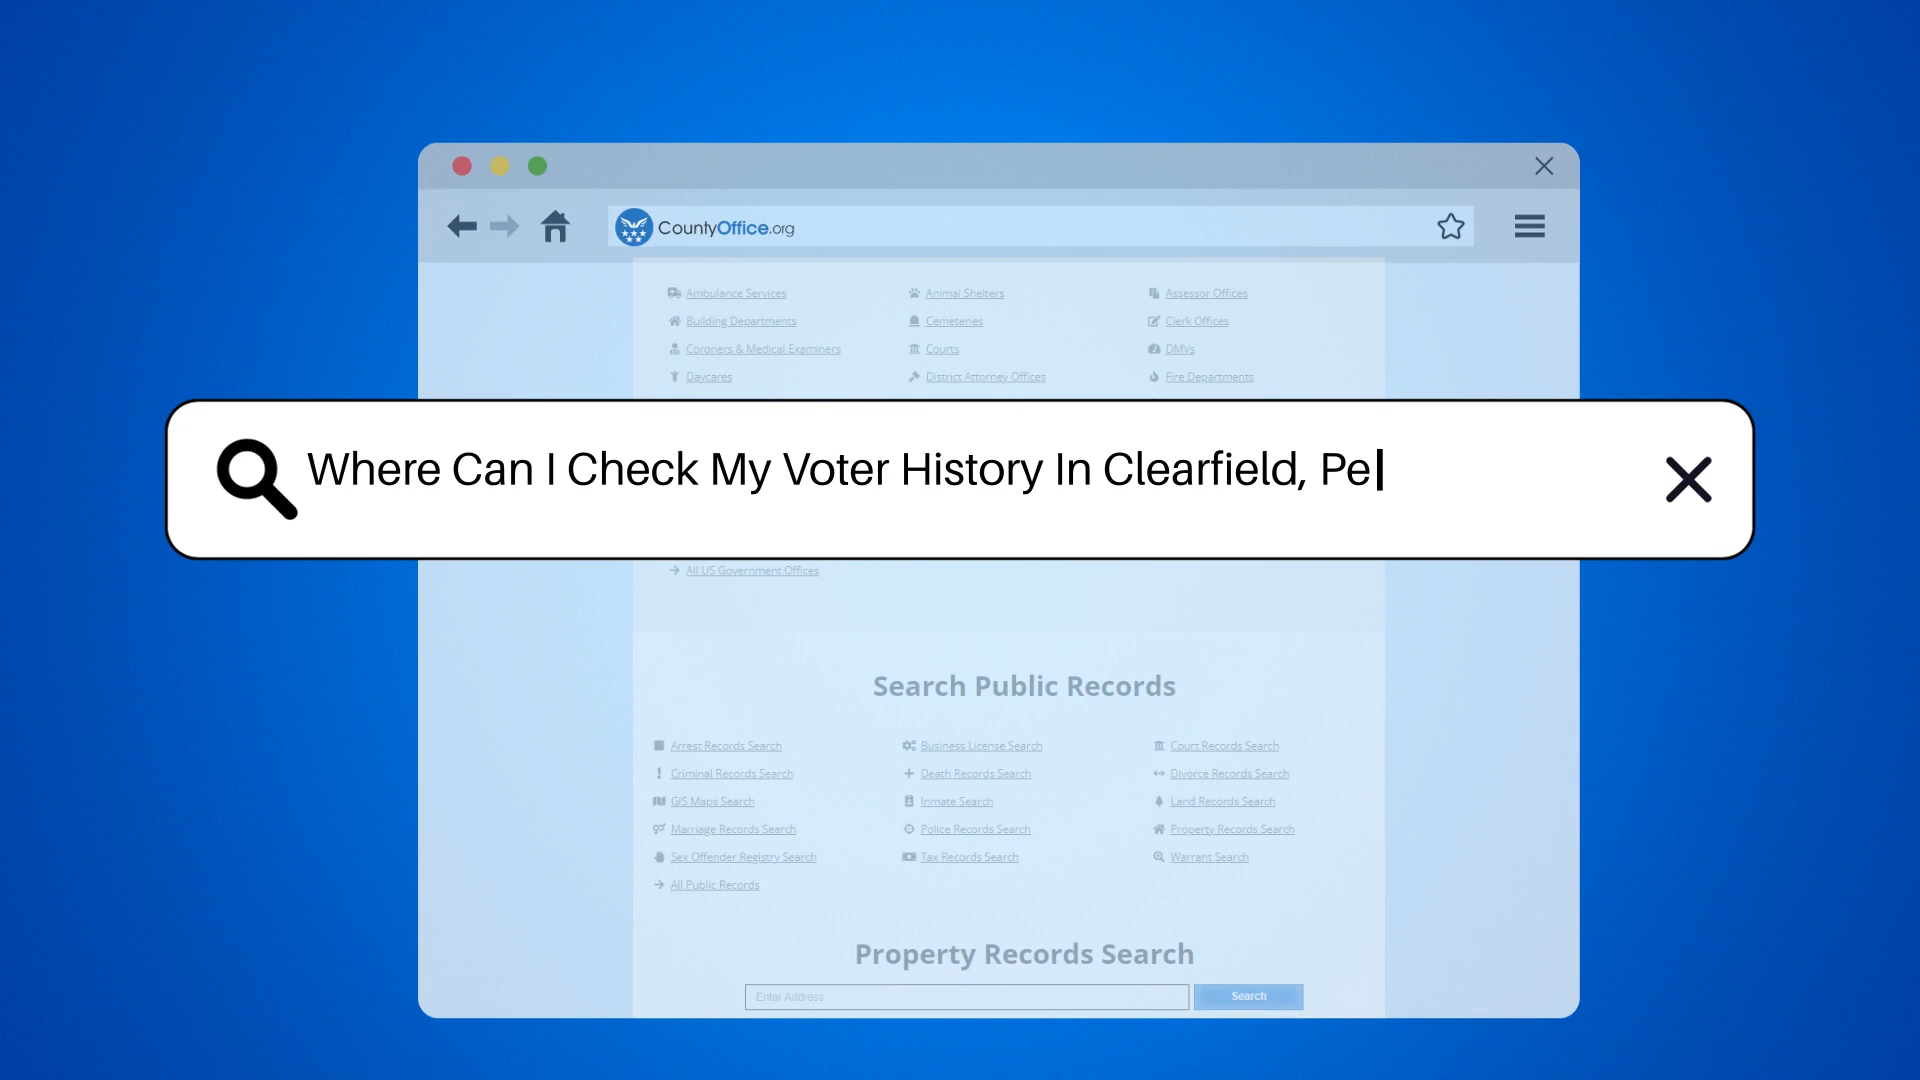 CountyOffice.org
Ambulance Services
Animal Shelters
Assessor Offices
Building Departments
Cemeteries
Clerk Offices
Coroners & Medical Examiners
Courts
DMVs
Daycares
District Attorney Offices
Fire Departments
Where Can I Check My Voter History In Clearfield, Pe
All US Government Offices
Search Public Records
Arrest Records Search
Business License Search
Court Records Search
Criminal Records Search
Death Records Search
Divorce Records Search
GIS Maps Search
Inmate Search
Land Records Search
Marriage Records Search
Police Records Search
Property Records Search
Sex Offender Registry Search
Tax Records Search
Warrant Search
All Public Records
Property Records Search
Enter Address
Search